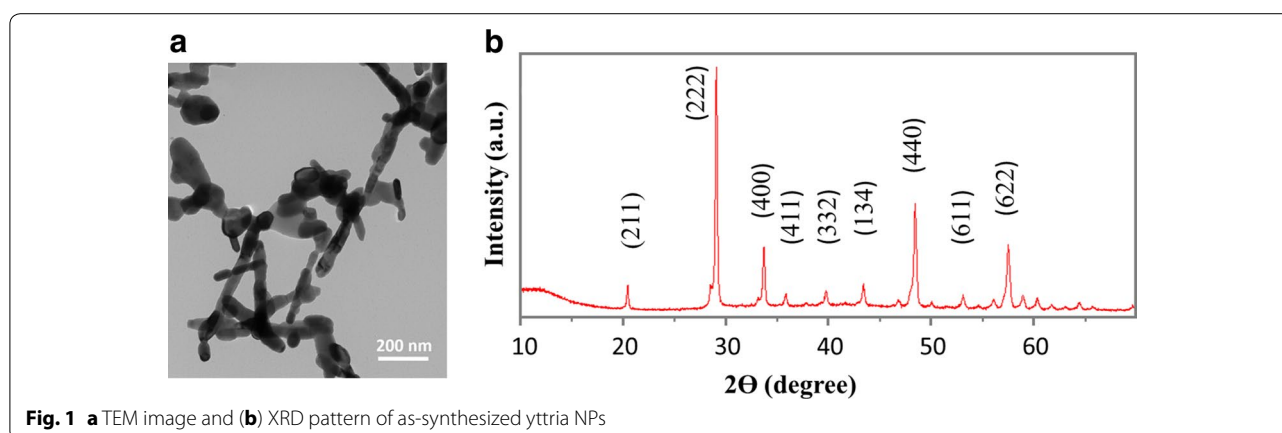 a
b
200 nm
Intensity (a.u.)
(211)
(222)
(400)
(411)
(332)
(134)
(440)
(611)
(622)
10 20 30 40 50 60
2Θ (degree)
Fig. 1 a TEM image and (b) XRD pattern of as-synthesized yttria NPs